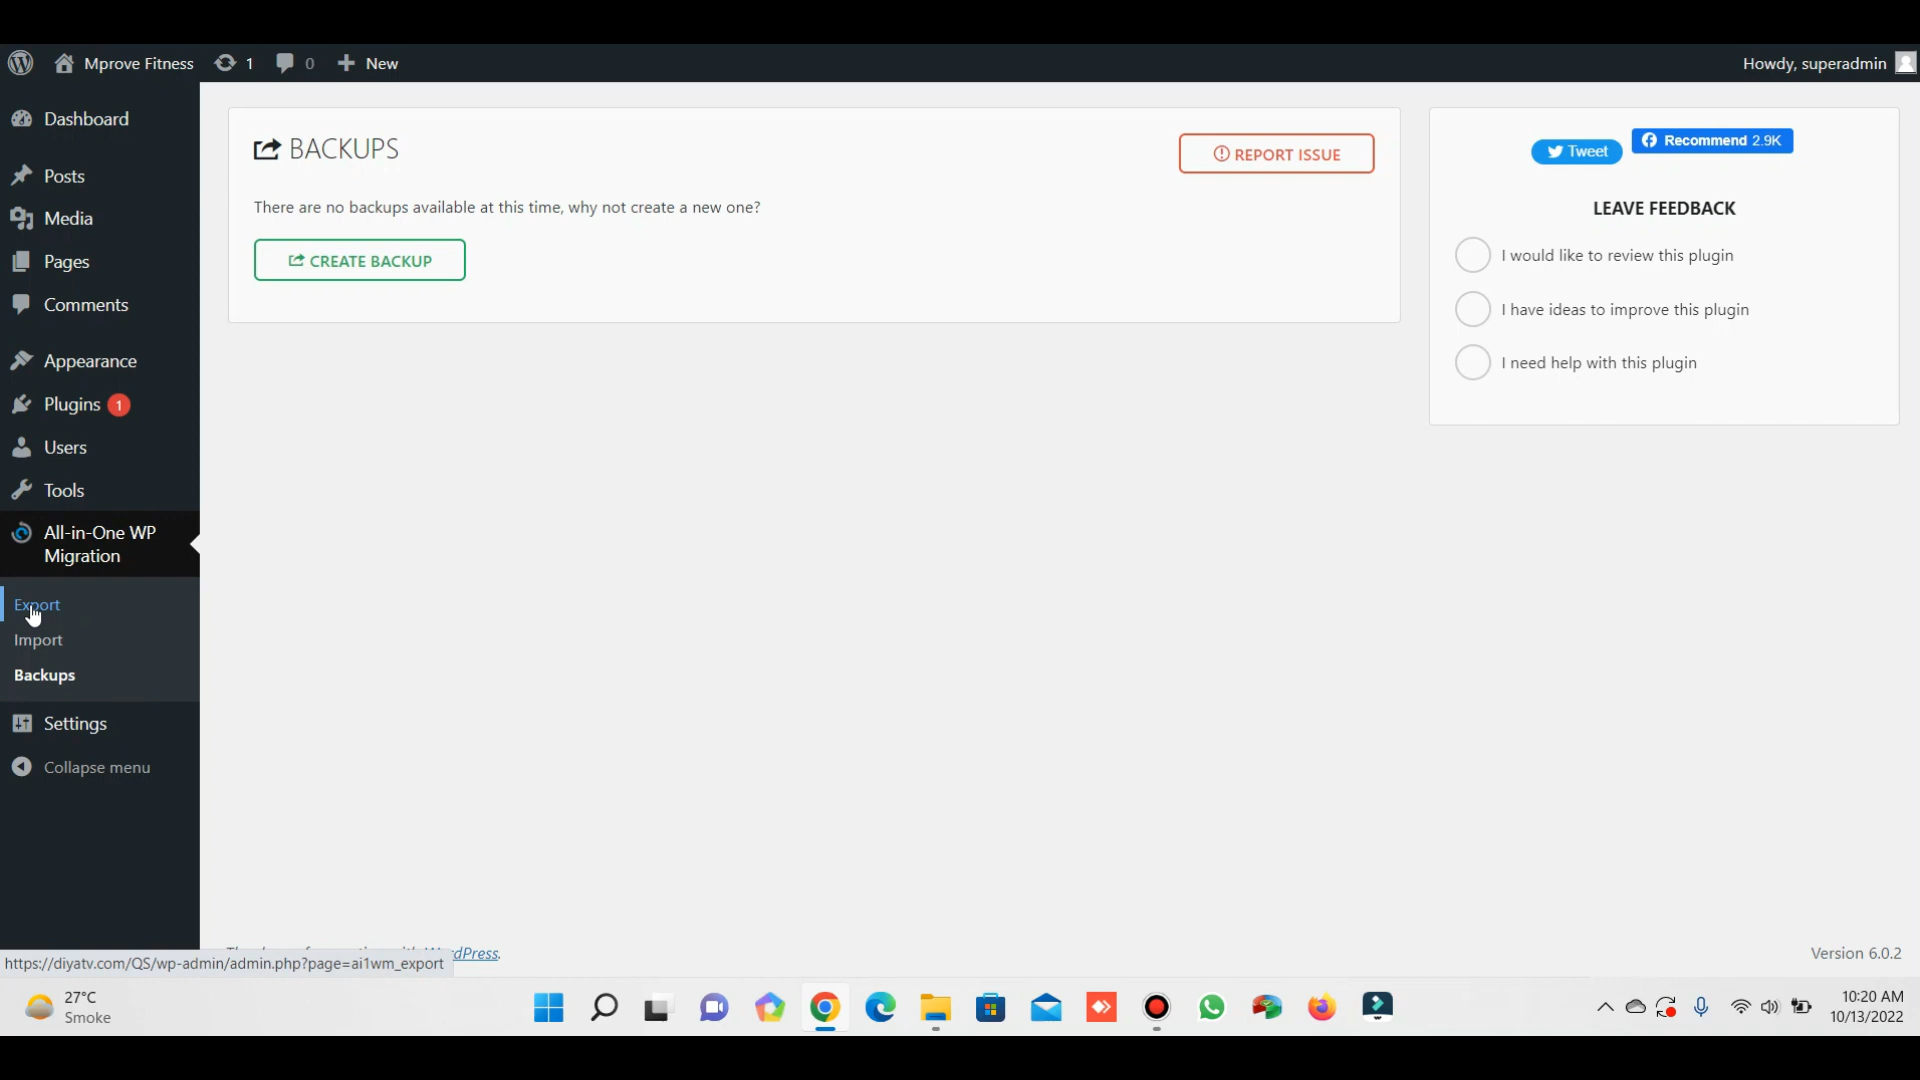 Mprove Fitness 1 0 New Howdy, superadmin
Dashboard
Posts
Media
Pages
Comments
Appearance
Plugins 1
Users
Tools
All-in-One WP
Migration
Export
Import
Backups
Settings
Collapse menu
BACKUPS
REPORT ISSUE
There are no backups available at this time, why not create a new one?
CREATE BACKUP
Tweet
Recommend 2.9K
LEAVE FEEDBACK
I would like to review this plugin
I have ideas to improve this plugin
I need help with this plugin
dPress.
Version 6.0.2
https://diyatv.com/QS/wp-admin/admin.php?page=ai1wm_export
27°C
Smoke
10:20 AM
10/13/2022